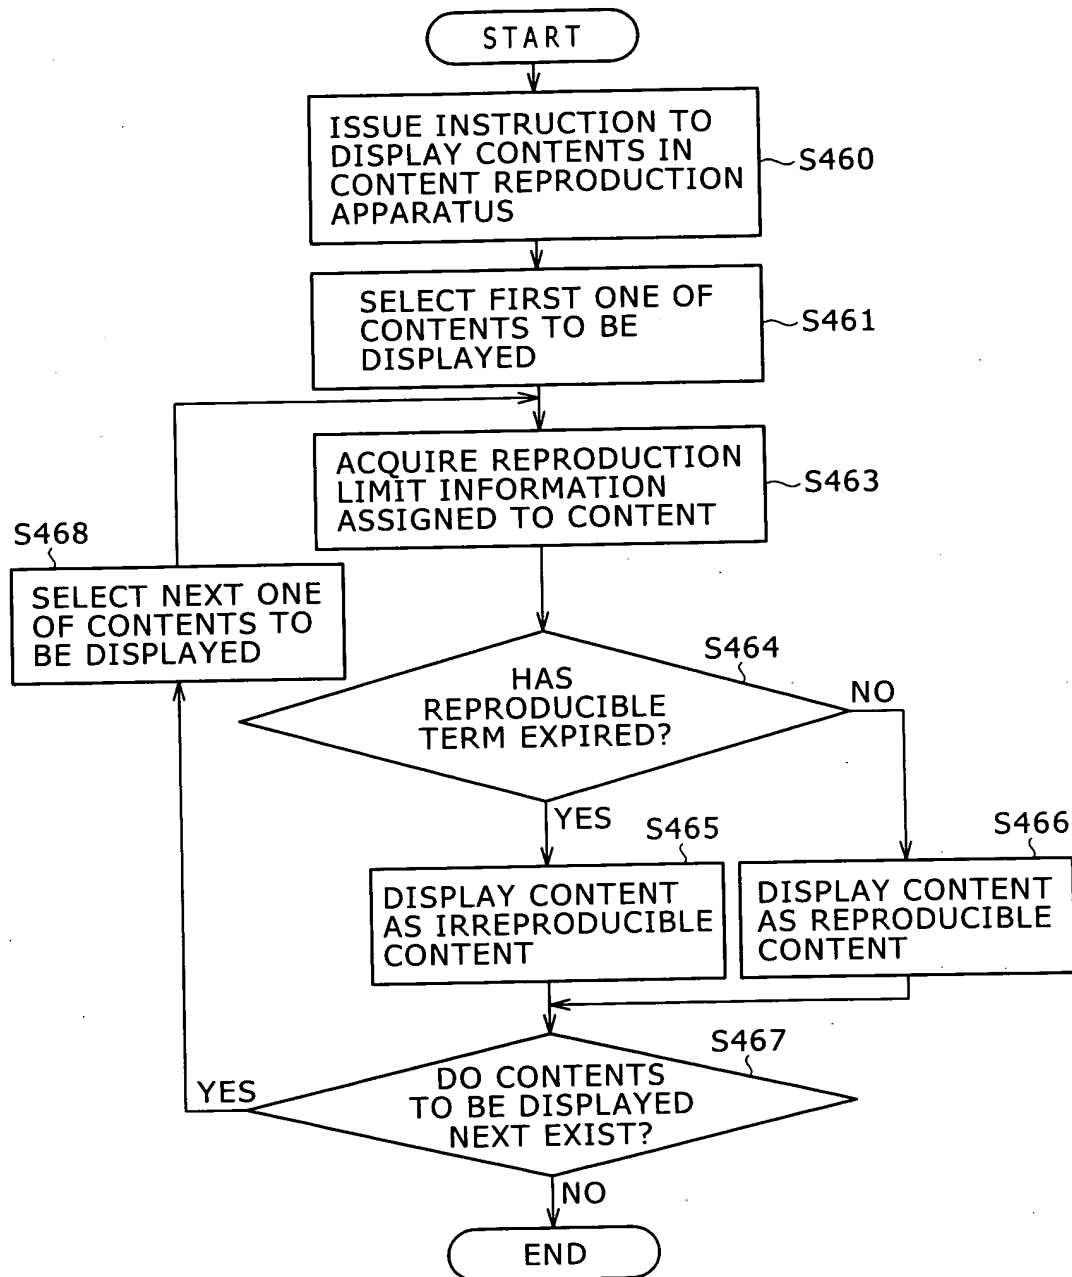 START
ISSUE INSTRUCTION TO
DISPLAY CONTENTS IN
CONTENT REPRODUCTION
APPARATUS
S460
SELECT FIRST ONE OF
CONTENTS TO BE
DISPLAYED
S461
ACQUIRE REPRODUCTION
LIMIT INFORMATION
ASSIGNED TO CONTENT
S463
S468
SELECT NEXT ONE
OF CONTENTS TO
BE DISPLAYED
S464
HAS
REPRODUCIBLE
TERM EXPIRED?
NO
YES
S465
DISPLAY CONTENT
AS IRREPRODUCIBLE
CONTENT
S466
DISPLAY CONTENT
AS REPRODUCIBLE
CONTENT
S467
DO CONTENTS
TO BE DISPLAYED
NEXT EXIST?
YES
NO
END